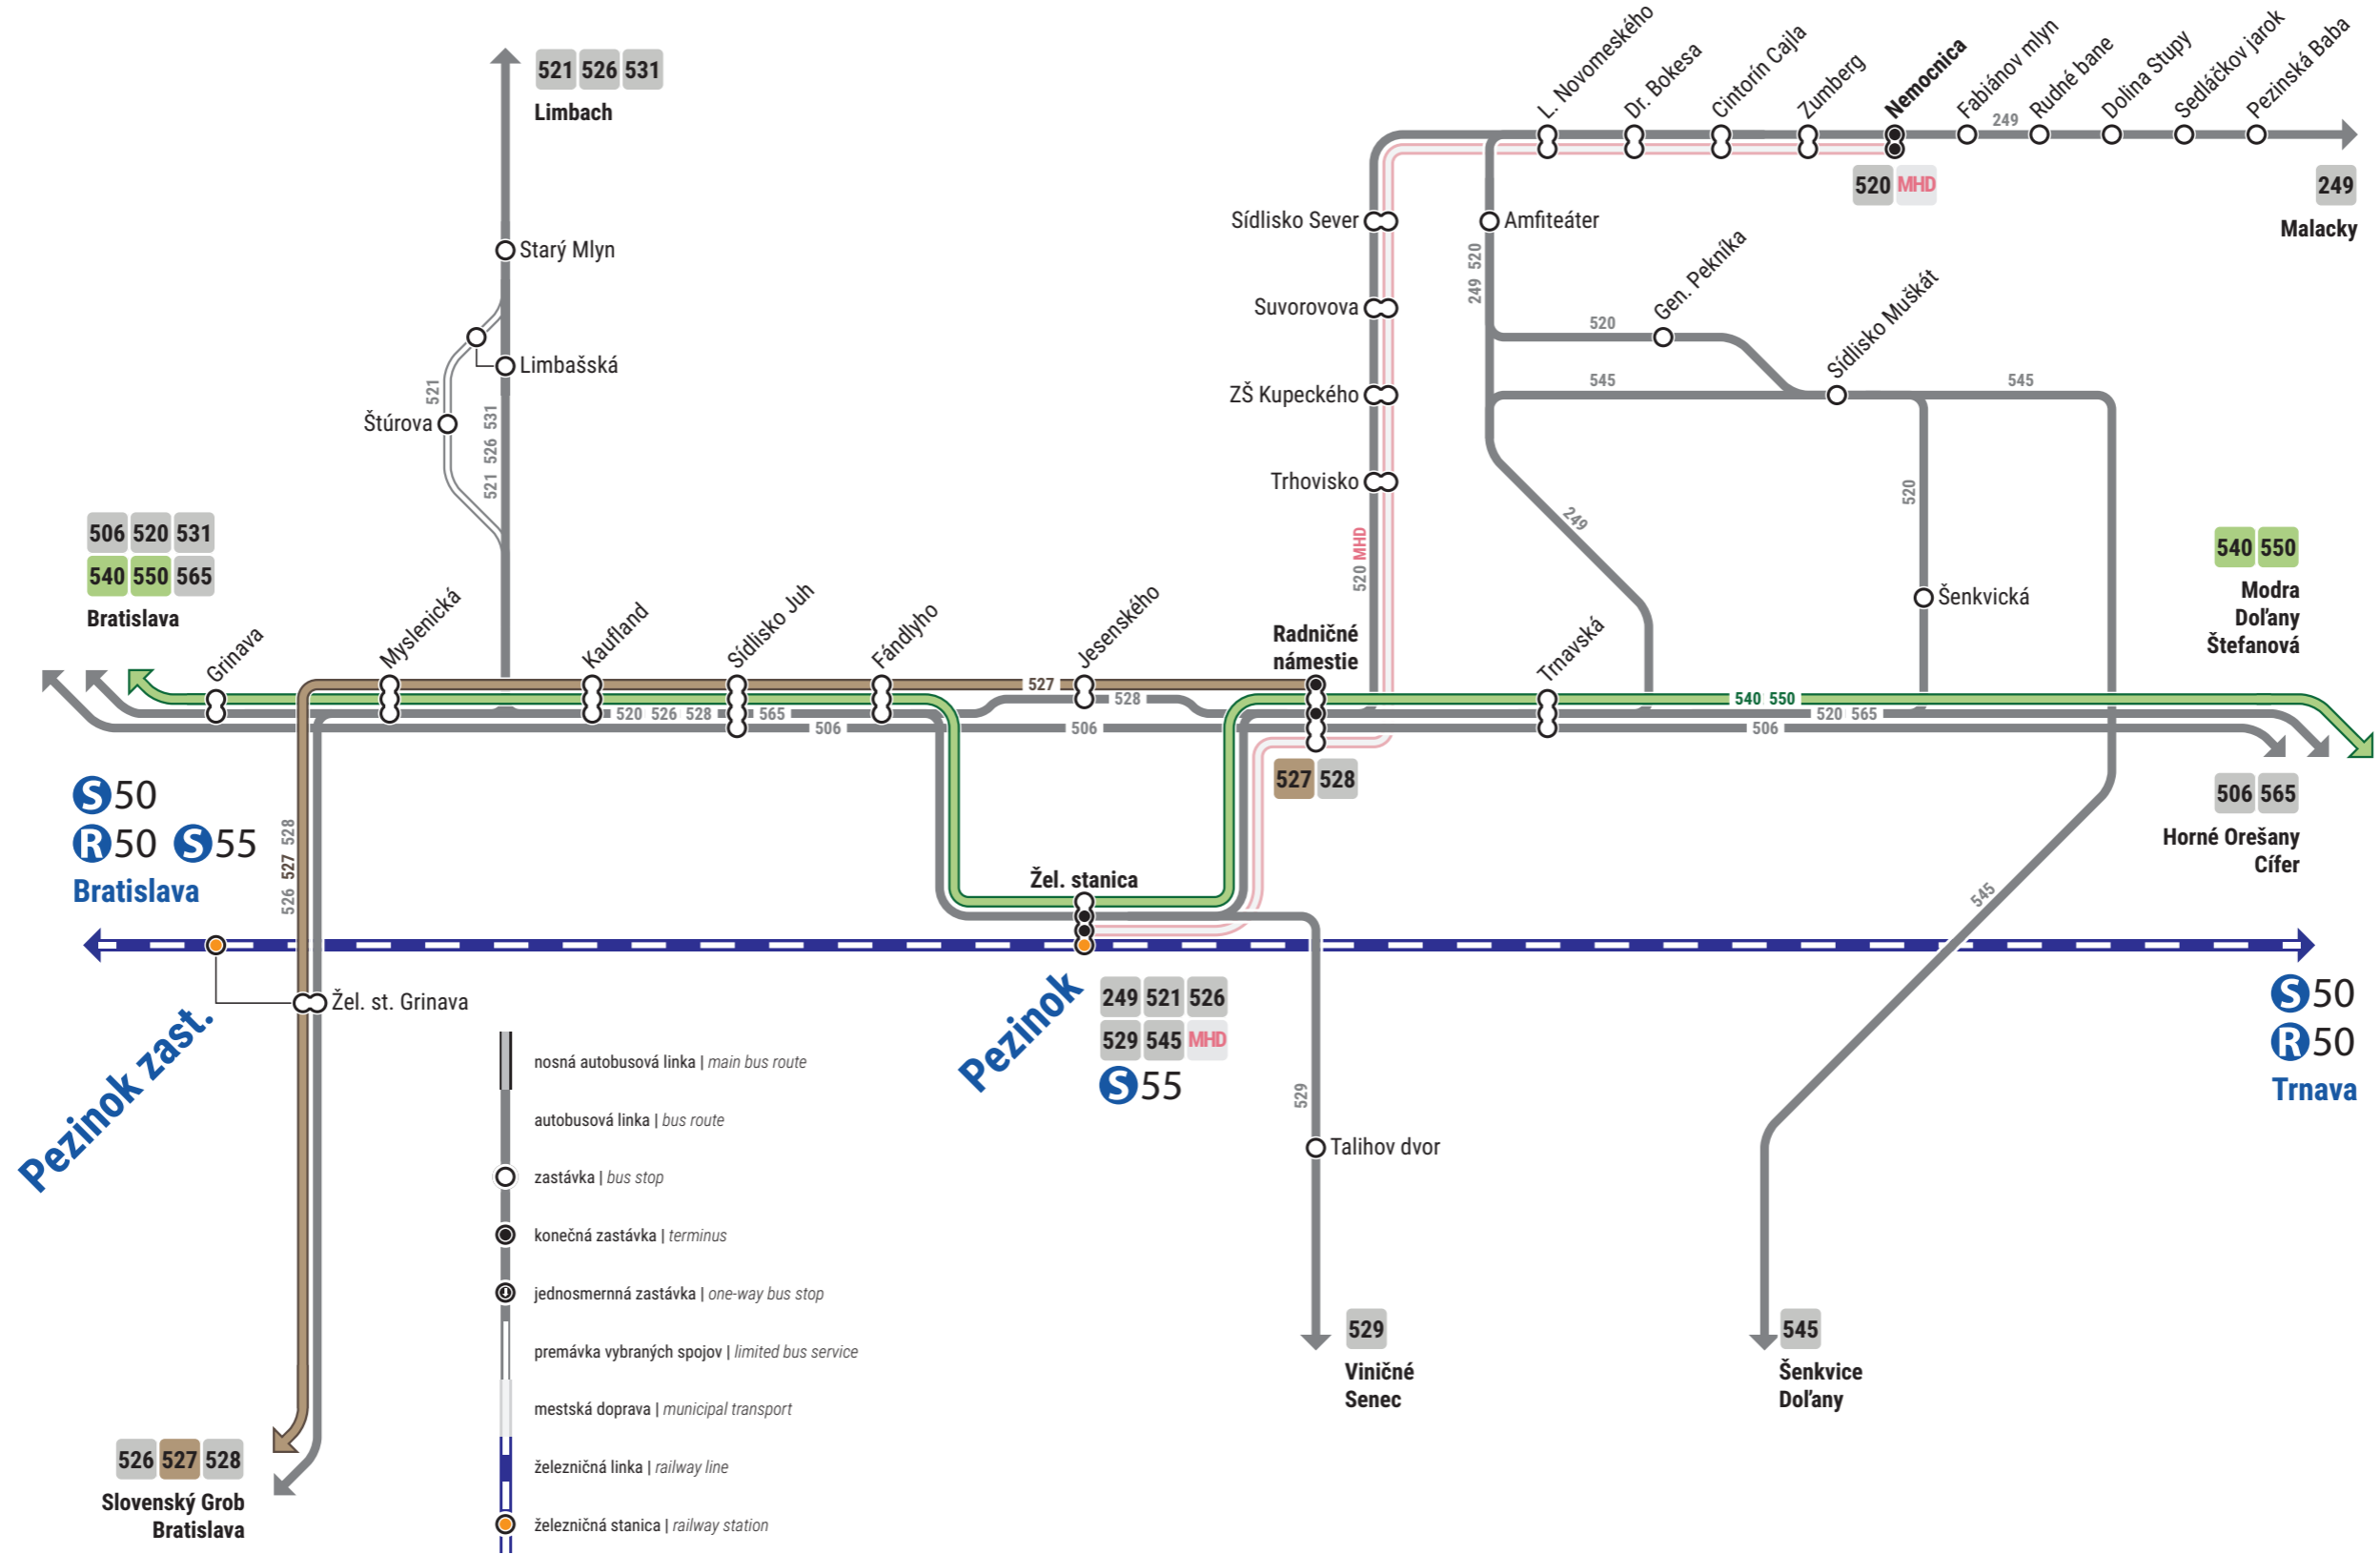 521 526 531
Limbach
L. Novomeského
Dr. Bokesa
Cintorín Cajla
Zumberg
Nemocnica
Fabiánov mlyn
Rudné bane
Dolina Stupy
Sedláčkov jarok
Pezinská Baba
249
520 MHD
249
Malacky
Starý Mlyn
Limbašská
Štúrova
521
521 526 531
Sídlisko Sever
Suvorovova
ZŠ Kupeckého
Trhovisko
520 MHD
Amfiteáter
249 520
Gen. Pekníka
520
Sídlisko Muškát
545
545
249
520
Šenkvická
506 520 531
540 550 565
Bratislava
540 550
Modra
Doľany
Štefanová
Grinava
Myslenická
Kaufland
Sídlisko Juh
Fándlyho
Jesenského
Radničné
námestie
Trnavská
527
528
540 550
520 526 528
565
520 565
506
506
506
527 528
506 565
Horné Orešany
Cífer
S 50
R 50 S 55
Bratislava
526 527 528
Žel. stanica
545
Žel. st. Grinava
Pezinok zast.
Pezinok
249 521 526
529 545 MHD
S 55
S 50
R 50
Trnava
529
Talihov dvor
nosná autobusová linka | main bus route
autobusová linka | bus route
zastávka | bus stop
konečná zastávka | terminus
jednosmernná zastávka | one-way bus stop
premávka vybraných spojov | limited bus service
mestská doprava | municipal transport
železničná linka | railway line
železničná stanica | railway station
529
Viničné
Senec
545
Šenkvice
Doľany
526 527 528
Slovenský Grob
Bratislava